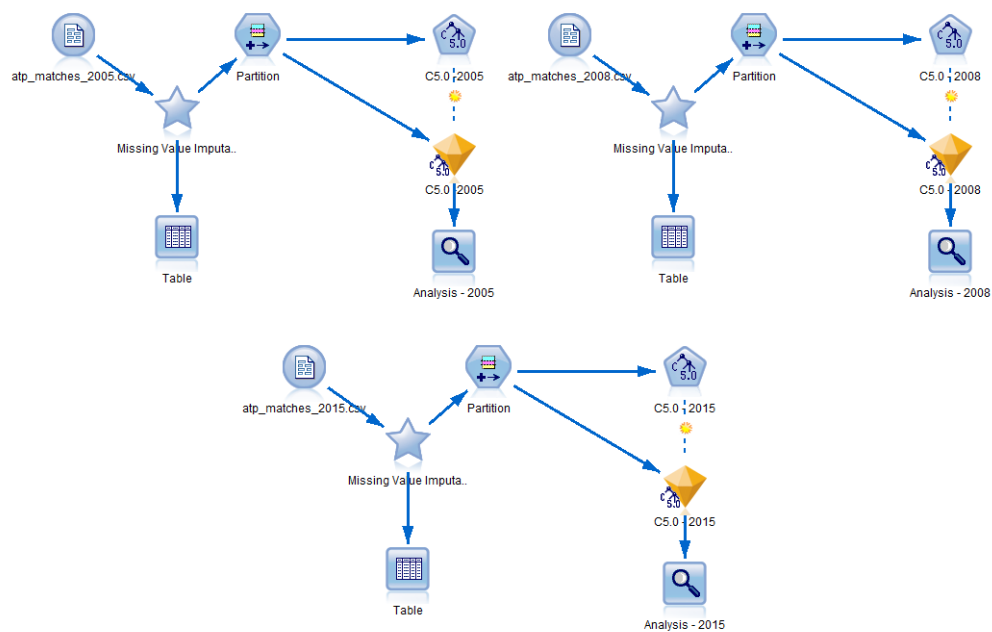 atp_matches_2005.csv
Partition
C5.0 - 2005
Missing Value Imputa..
C5.0 - 2005
Table
Analysis - 2005
atp_matches_2008.csv
Partition
C5.0 - 2008
Missing Value Imputa..
C5.0 - 2008
Table
Analysis - 2008
atp_matches_2015.csv
Partition
C5.0 - 2015
Missing Value Imputa..
C5.0 - 2015
Table
Analysis - 2015